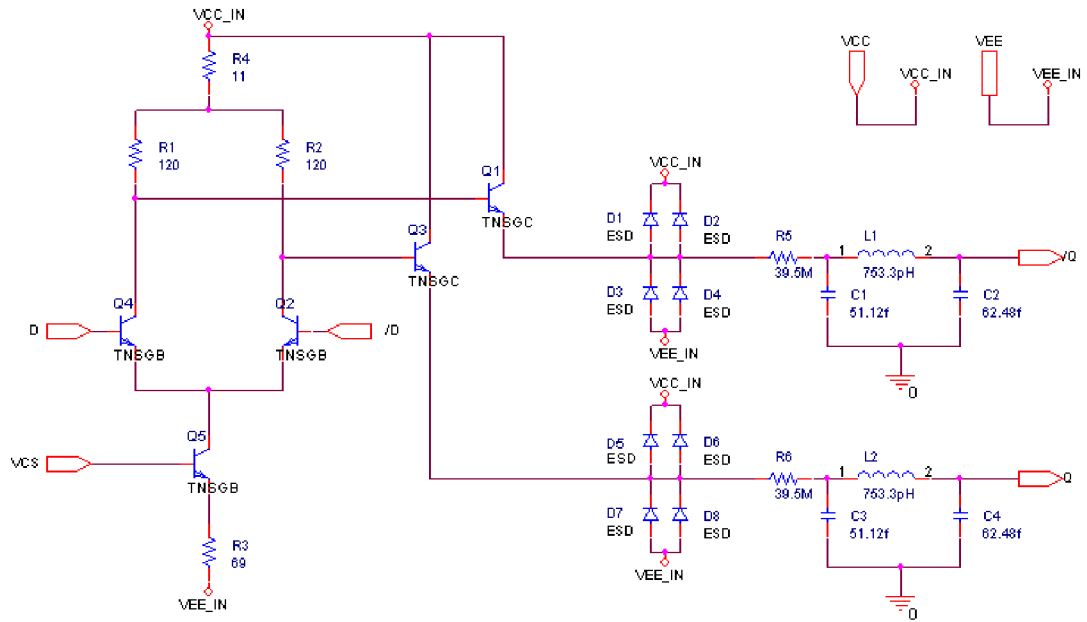 VCC_IN
R4
11
R1
120
R2
120
Q1
TNSGC
Q3
TNSGC
Q4
TNSGB
Q2
TNSGB
D
/D
Q5
TNSGB
VCS
R3
69
VEE_IN
VCC
VCC_IN
VEE
VEE_IN
VCC_IN
D1
ESD
D2
ESD
D3
ESD
D4
ESD
VEE_IN
R5
39.5M
1
L1
2
753.3pH
C1
51.12f
C2
62.48f
/Q
0
VCC_IN
D5
ESD
D6
ESD
D7
ESD
D8
ESD
VEE_IN
R6
39.5M
1
L2
2
753.3pH
C3
51.12f
C4
62.48f
Q
0